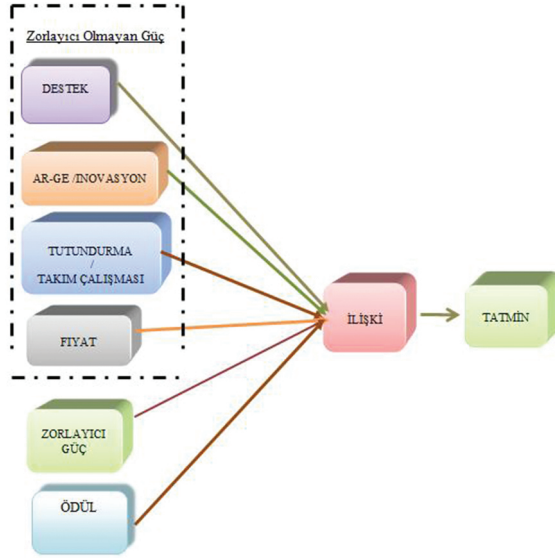 Zorlayıcı Olmayan Güç
DESTEK
AR-GE /INOVASYON
TUTUNDURMA
/
TAKIM ÇALIŞMASI
FIYAT
İLİŞKİ
TATMİN
ZORLAYICI
GÜÇ
ÖDÜL